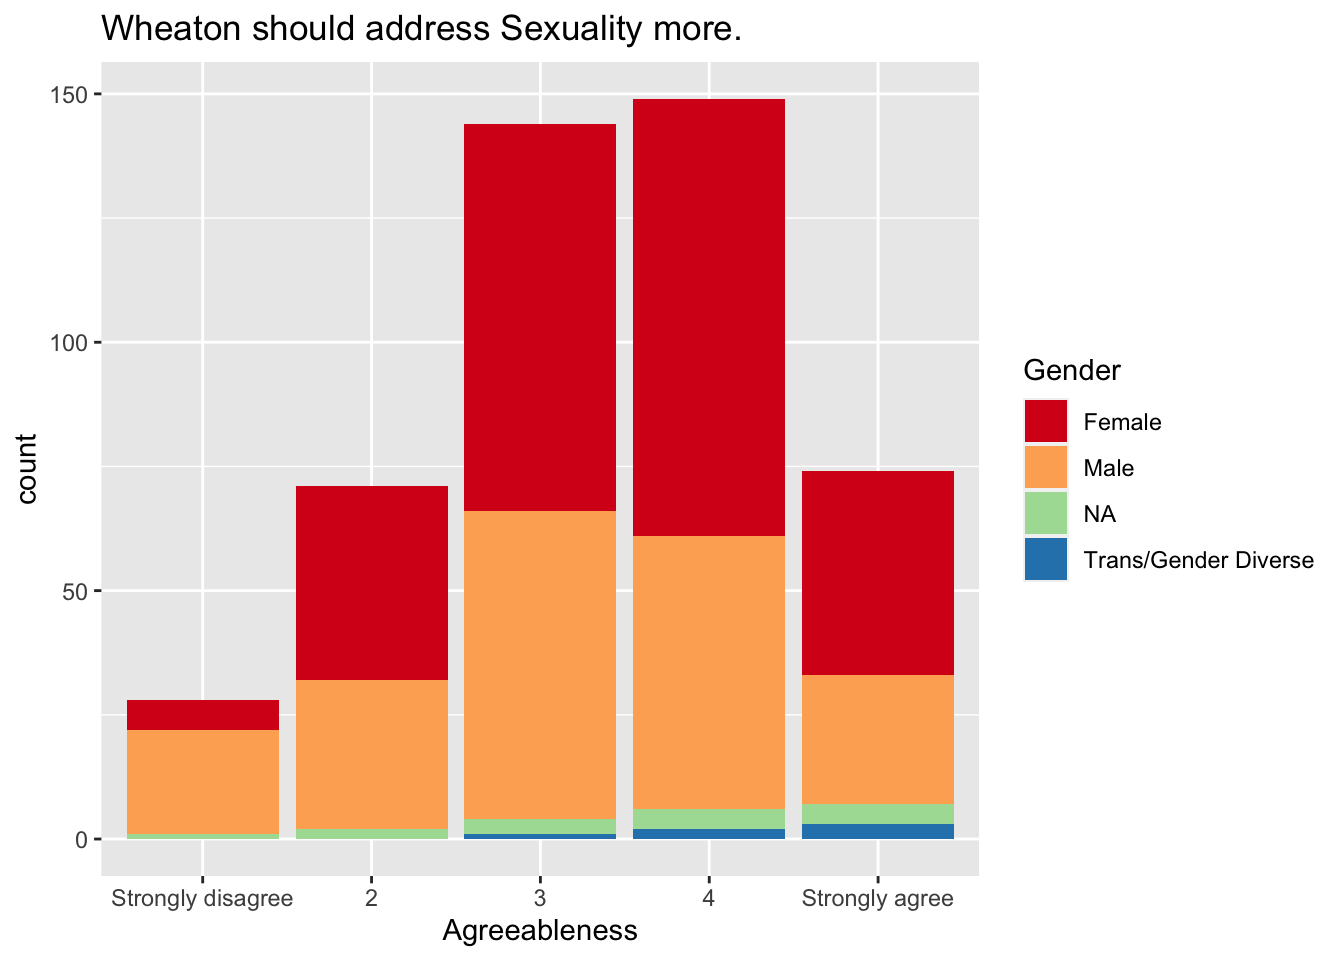 Wheaton should address Sexuality more.
150
100
50
0
count
Strongly disagree 2 3 4 Strongly agree
Agreeableness
Gender
Female
Male
NA
Trans/Gender Diverse